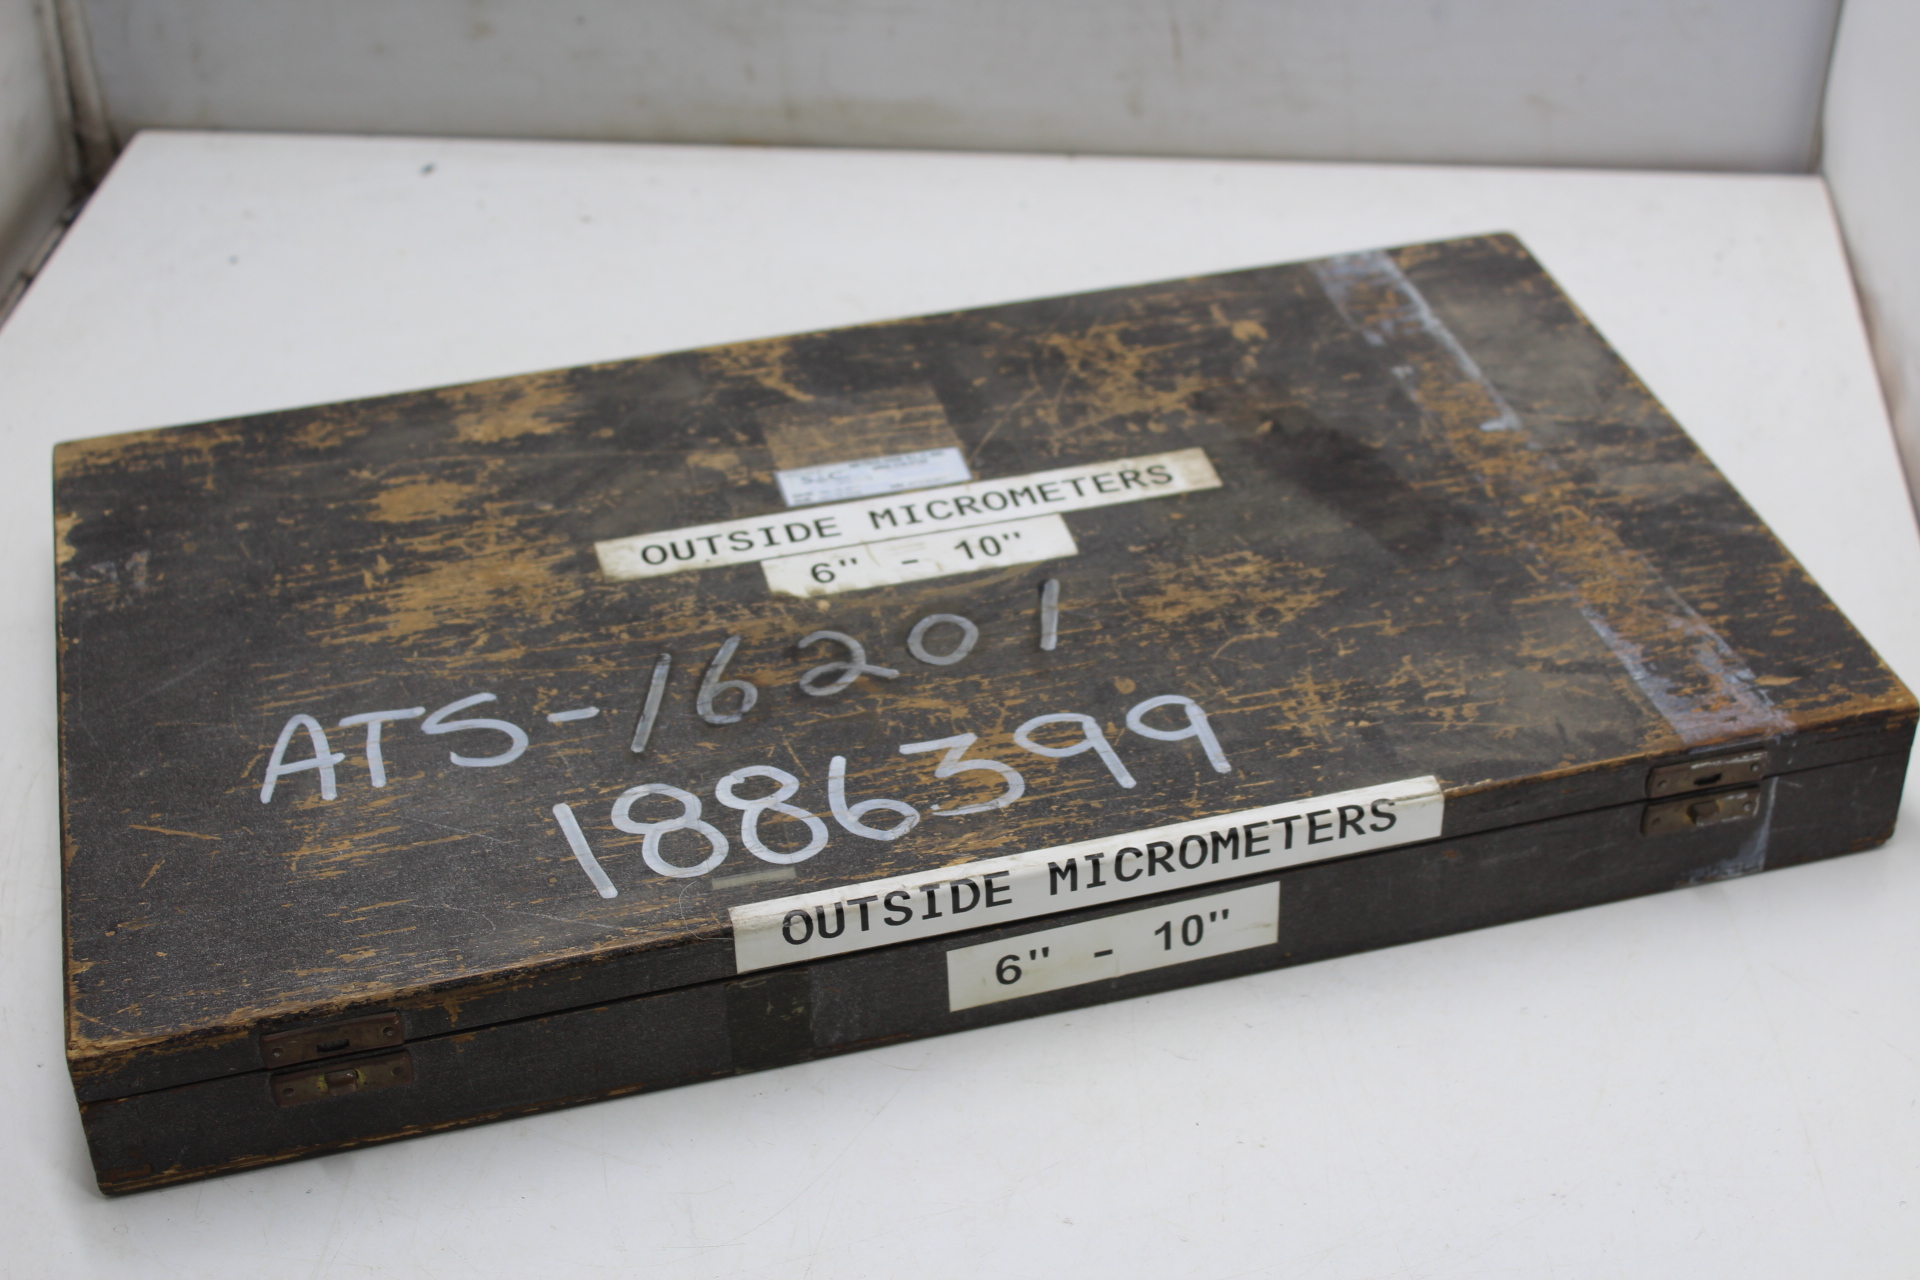 OUTSIDE MICROMETERS
6" - 10"
ATS-16201
1886399
OUTSIDE MICROMETERS
6" - 10"